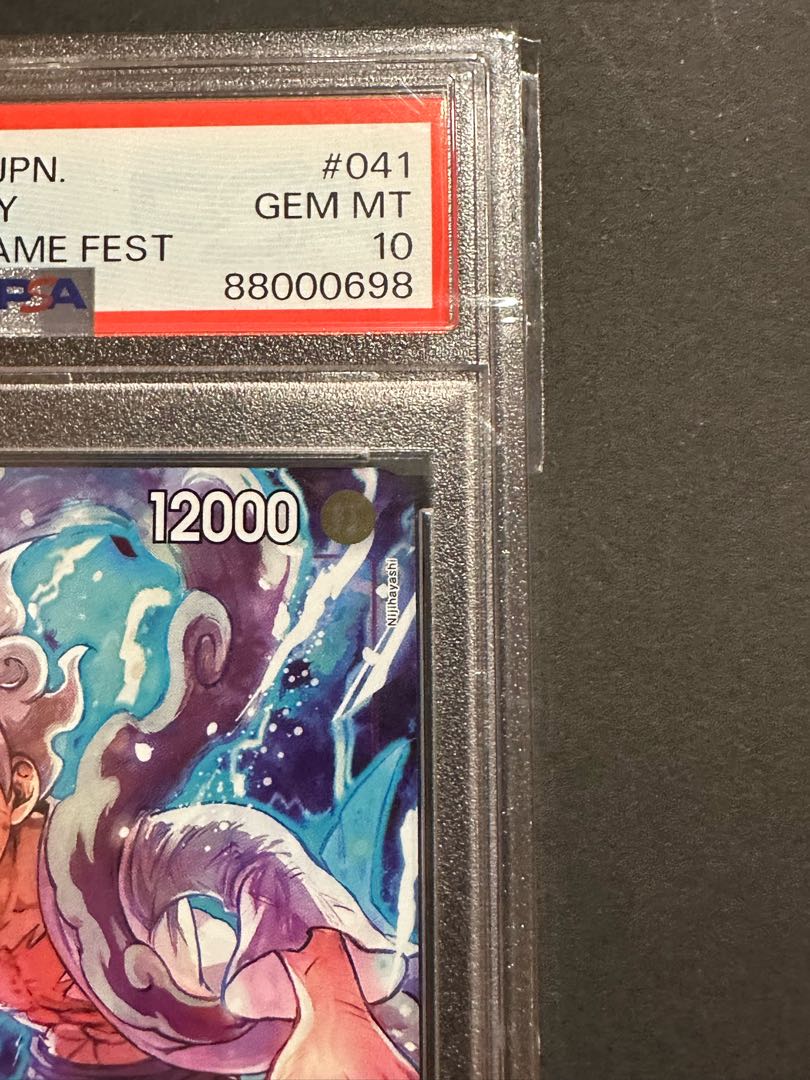 JPN.
#041
Y
GEM MT
AME FEST
10
PSA
88000698
12000
Nijihayashi